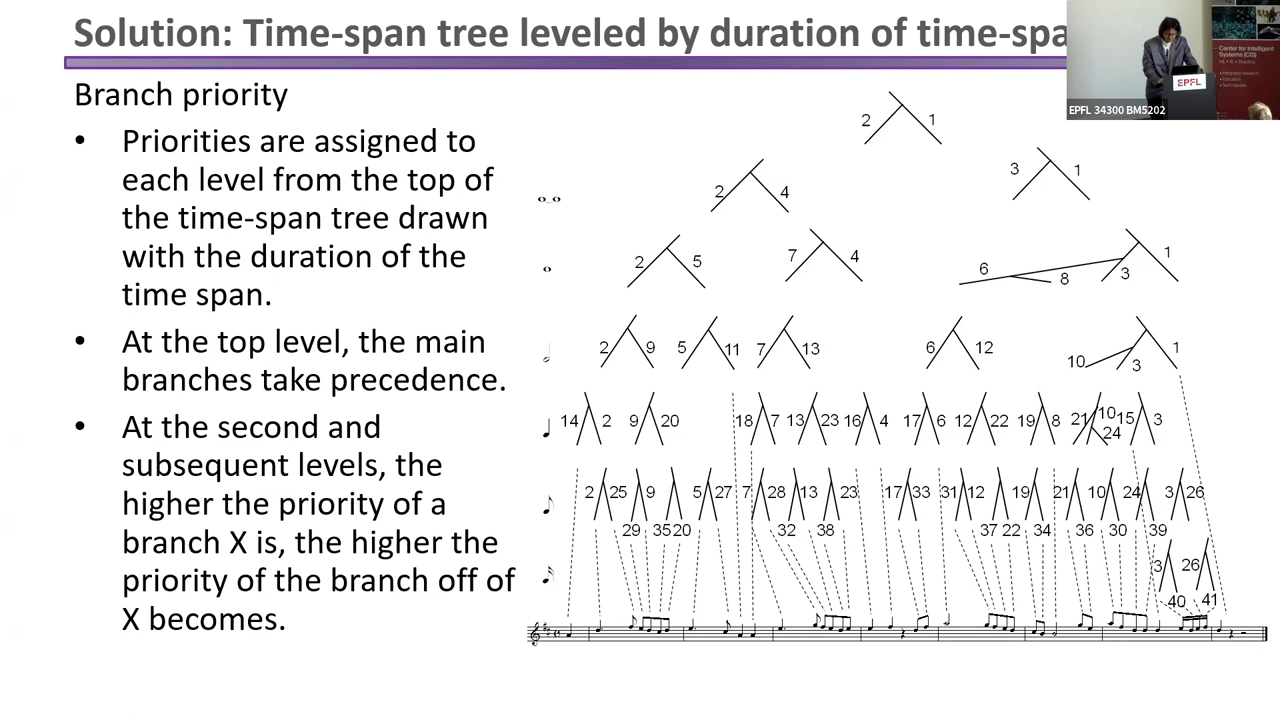 Solution: Time-span tree leveled by duration of time-spa
Branch priority
• Priorities are assigned to
each level from the top of
the time-span tree drawn
with the duration of the
time span.
• At the top level, the main
branches take precedence.
• At the second and
subsequent levels, the
higher the priority of a
branch X is, the higher the
priority of the branch off of
X becomes.
2 1
3 1
2 4
2 5 7 4 6 8 3 1
2 9 5 11 7 13 6 12 10 3 1
14 2 9 20 18 7 13 23 16 4 17 6 12 22 19 8 21 10 24 15 3
2 25 9 5 27 7 28 13 23 17 33 31 12 19 21 10 24 3 26
29 35 20 32 38 37 22 34 36 30 39
3 26
40 41
Center for Intelligent
Systems (CIS)
EPFL
EPFL 34300 BM5202